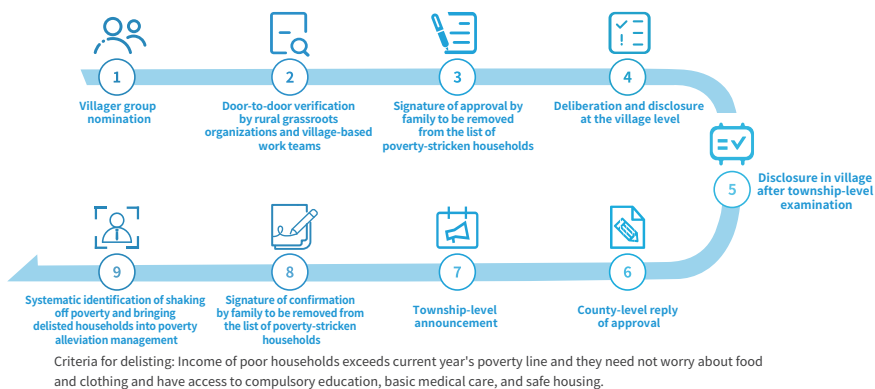 1
Villager group
nomination
2
Door-to-door verification
by rural grassroots
organizations and village-based
work teams
3
Signature of approval by
family to be removed
from the list of
poverty-stricken households
4
Deliberation and disclosure
at the village level
5
Disclosure in village
after township-level
examination
6
County-level reply
of approval
7
Township-level
announcement
8
Signature of confirmation
by family to be removed from
the list of poverty-stricken
households
9
Systematic identification of shaking
off poverty and bringing
delisted households into poverty
alleviation management
Criteria for delisting: Income of poor households exceeds current year's poverty line and they need not worry about food
and clothing and have access to compulsory education, basic medical care, and safe housing.